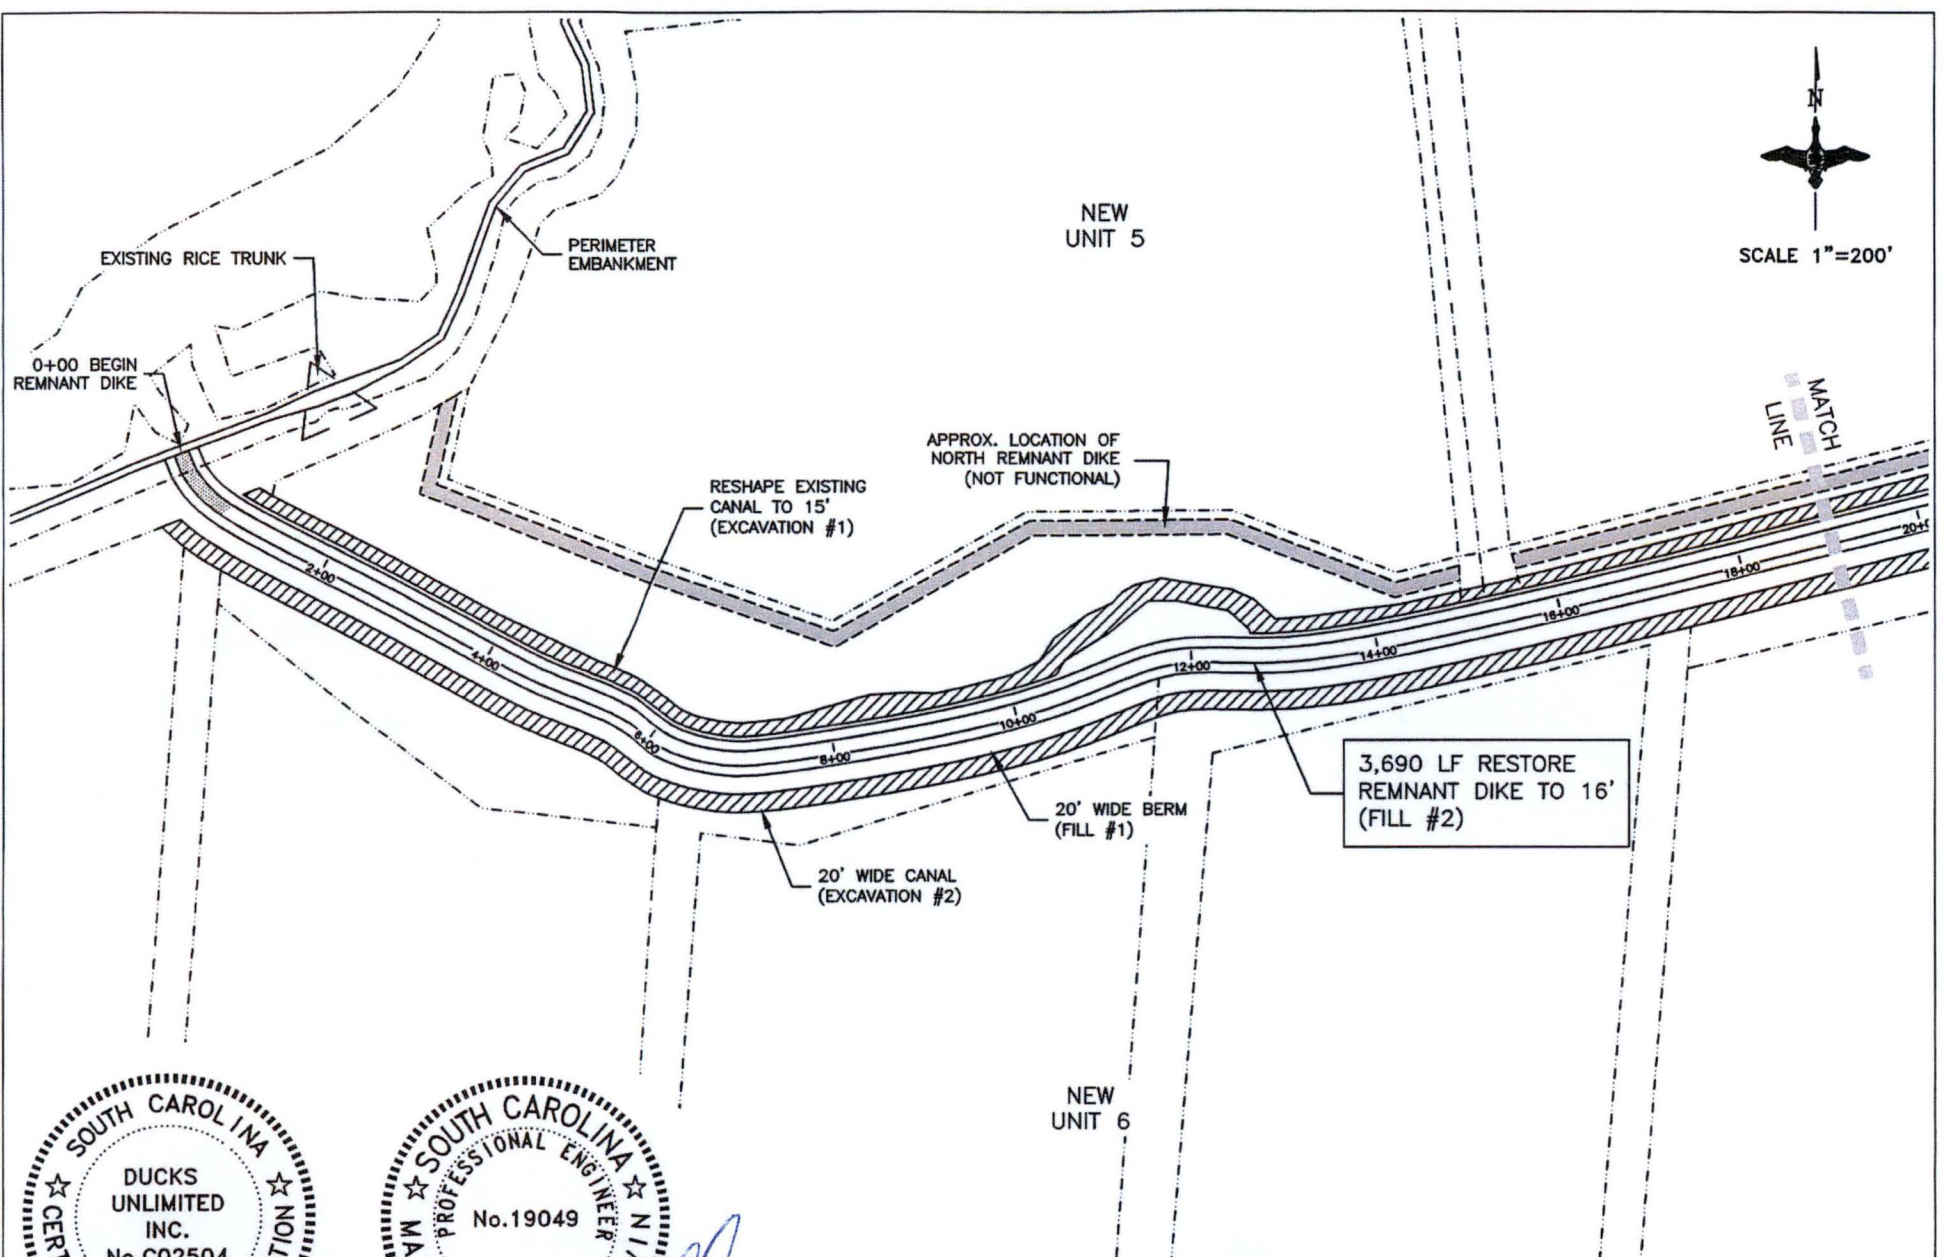 NEW
UNIT 5
N
SCALE 1"=200'
PERIMETER
EMBANKMENT
EXISTING RICE TRUNK
0+00 BEGIN
REMNANT DIKE
MATCH
LINE
APPROX. LOCATION OF
NORTH REMNANT DIKE
(NOT FUNCTIONAL)
RESHAPE EXISTING
CANAL TO 15'
(EXCAVATION #1)
2+00
4+00
6+00
8+00
10+00
12+00
14+00
16+00
18+00
3,690 LF RESTORE
REMNANT DIKE TO 16'
(FILL #2)
20' WIDE BERM
(FILL #1)
20' WIDE CANAL
(EXCAVATION #2)
NEW
UNIT 6
SOUTH CAROLINA
DUCKS
UNLIMITED
INC.
No.C02504
SOUTH CAROLINA
PROFESSIONAL ENGINEER
No.19049